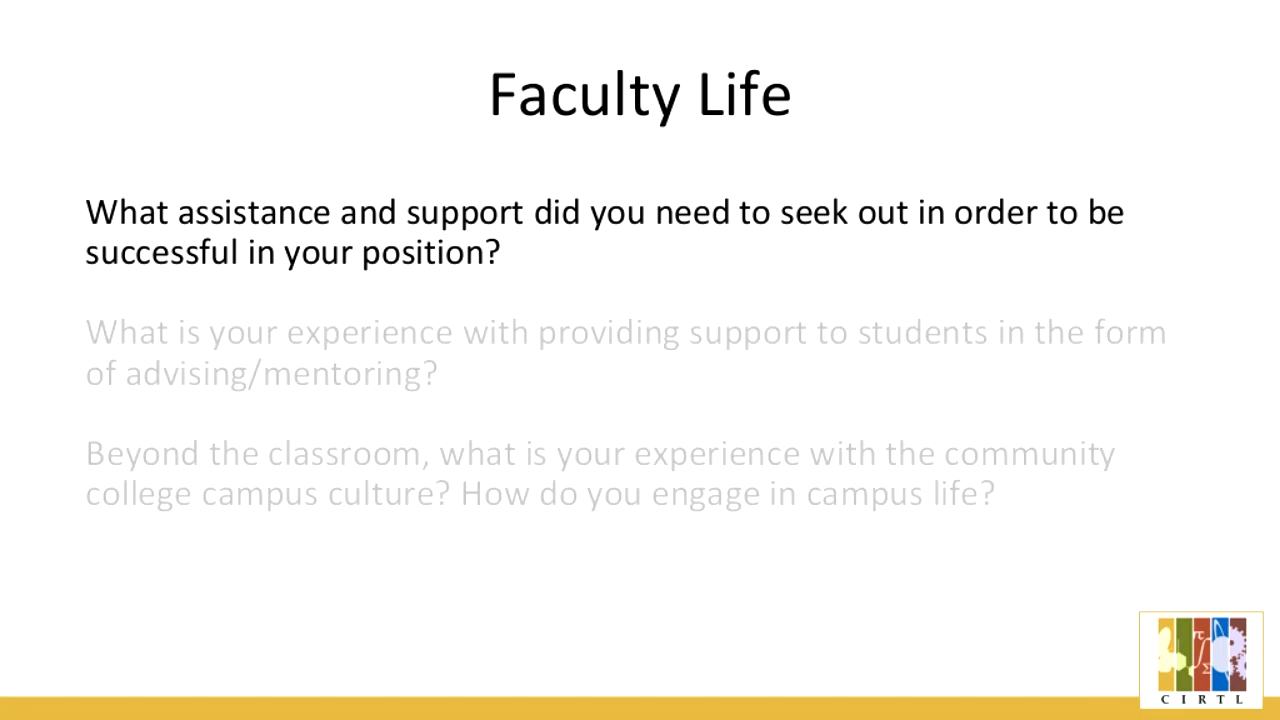 Faculty Life
What assistance and support did you need to seek out in order to be
successful in your position?
What is your experience with providing support to students in the form
of advising/mentoring?
Beyond the classroom, what is your experience with the community
college campus culture? How do you engage in campus life?
π
Σ
CIRTL